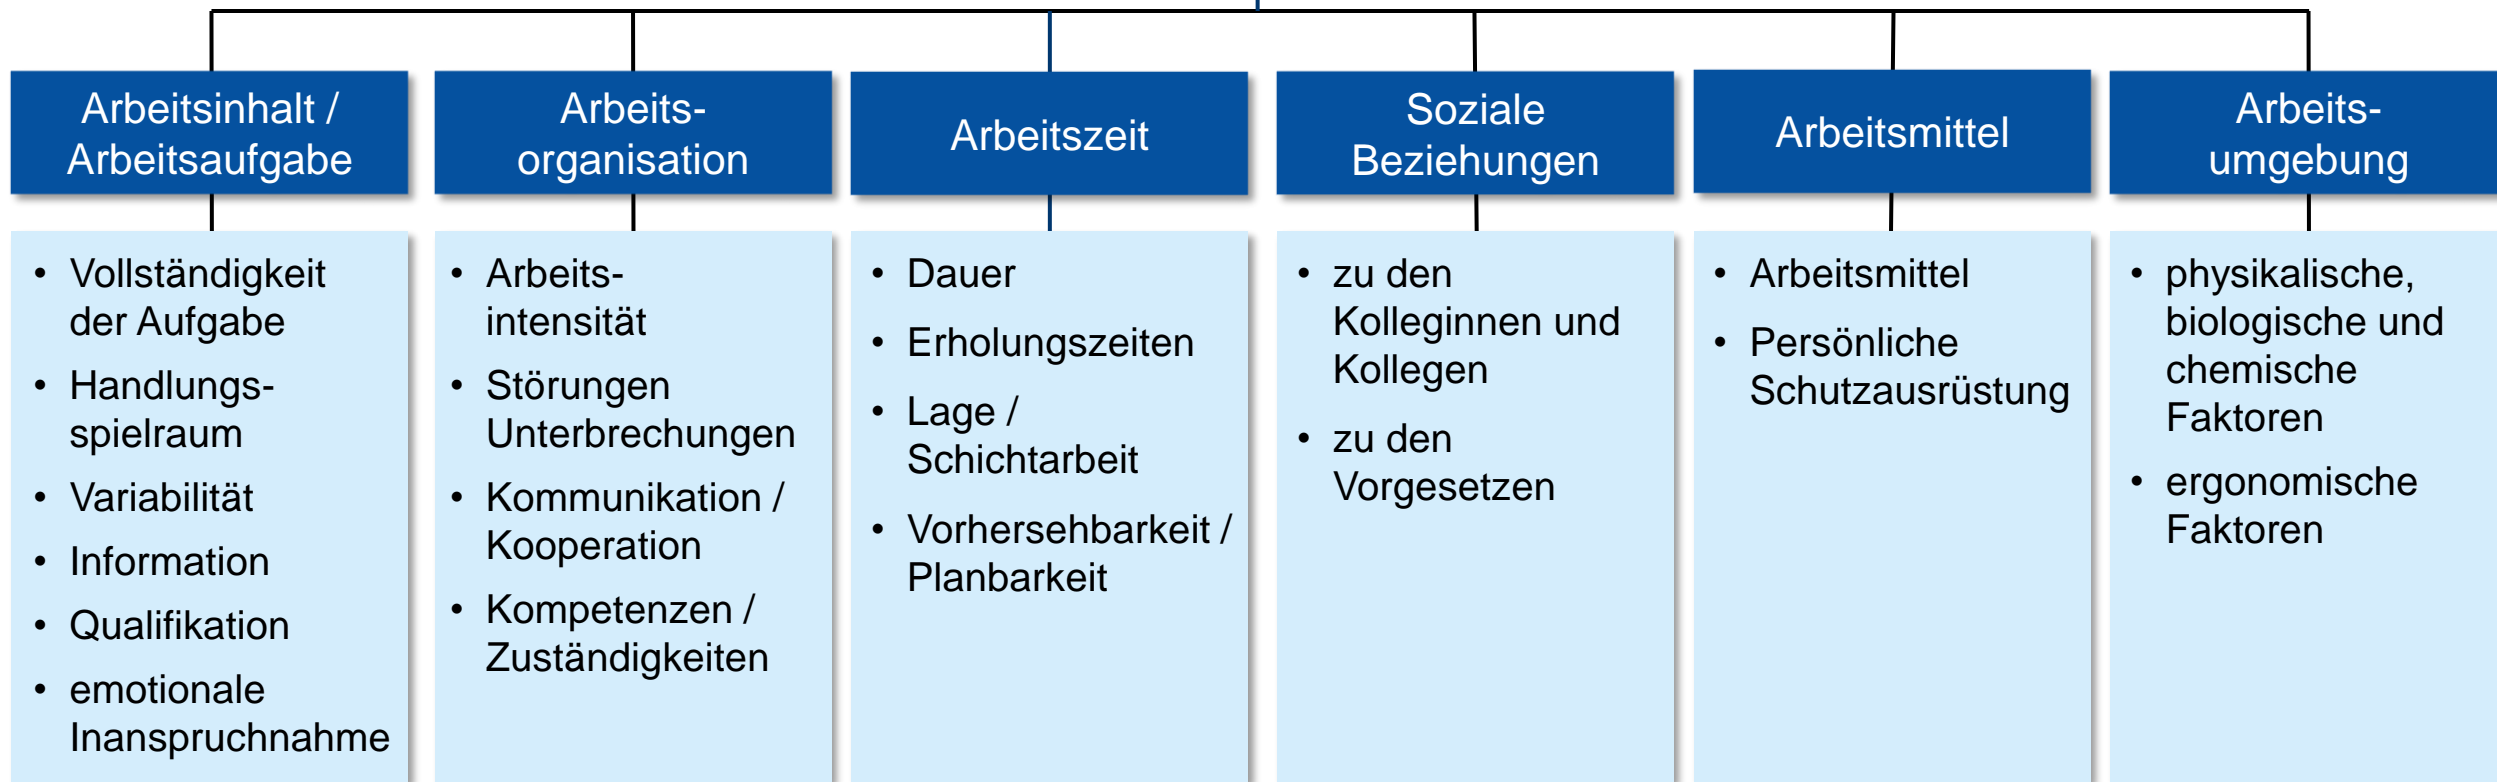 Arbeitsinhalt /
Arbeitsaufgabe
• Vollständigkeit
der Aufgabe
• Handlungs-
spielraum
• Variabilität
• Information
• Qualifikation
• emotionale
Inanspruchnahme
Arbeits-
organisation
• Arbeits-
intensität
• Störungen
Unterbrechungen
• Kommunikation /
Kooperation
• Kompetenzen /
Zuständigkeiten
Arbeitszeit
• Dauer
• Erholungszeiten
• Lage /
Schichtarbeit
• Vorhersehbarkeit /
Planbarkeit
Soziale
Beziehungen
• zu den
Kolleginnen und
Kollegen
• zu den
Vorgesetzen
Arbeitsmittel
• Arbeitsmittel
• Persönliche
Schutzausrüstung
Arbeits-
umgebung
• physikalische,
biologische und
chemische
Faktoren
• ergonomische
Faktoren